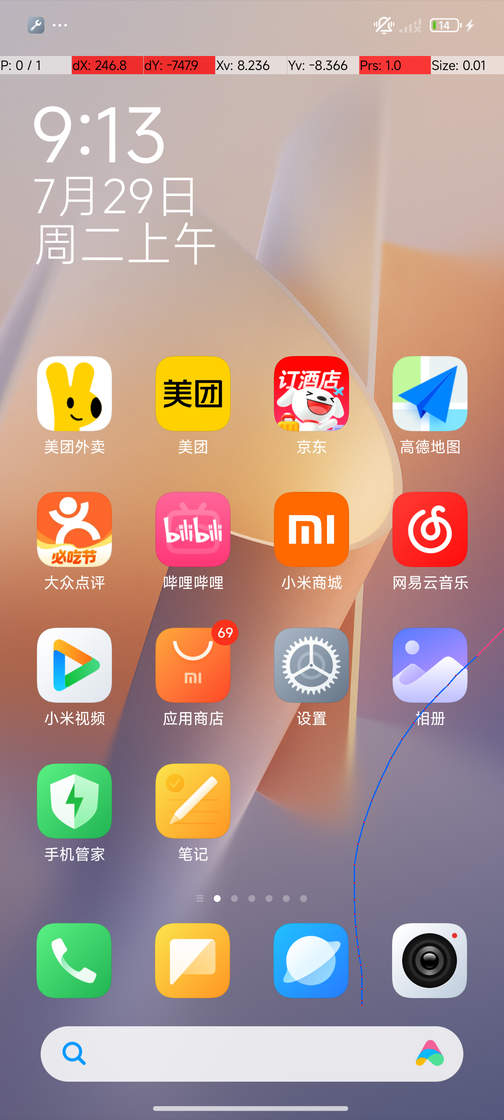 14
P: 0 / 1 dX: 246.8 dY: -747.9 Xv: 8.236 Yv: -8.366 Prs: 1.0 Size: 0.01
9:13
7月29日
周二上午
美团
订酒店
美团外卖 美团 京东 高德地图
必吃节
bilibili
mi
大众点评 哔哩哔哩 小米商城 网易云音乐
69
mi
小米视频 应用商店 设置 相册
手机管家 笔记